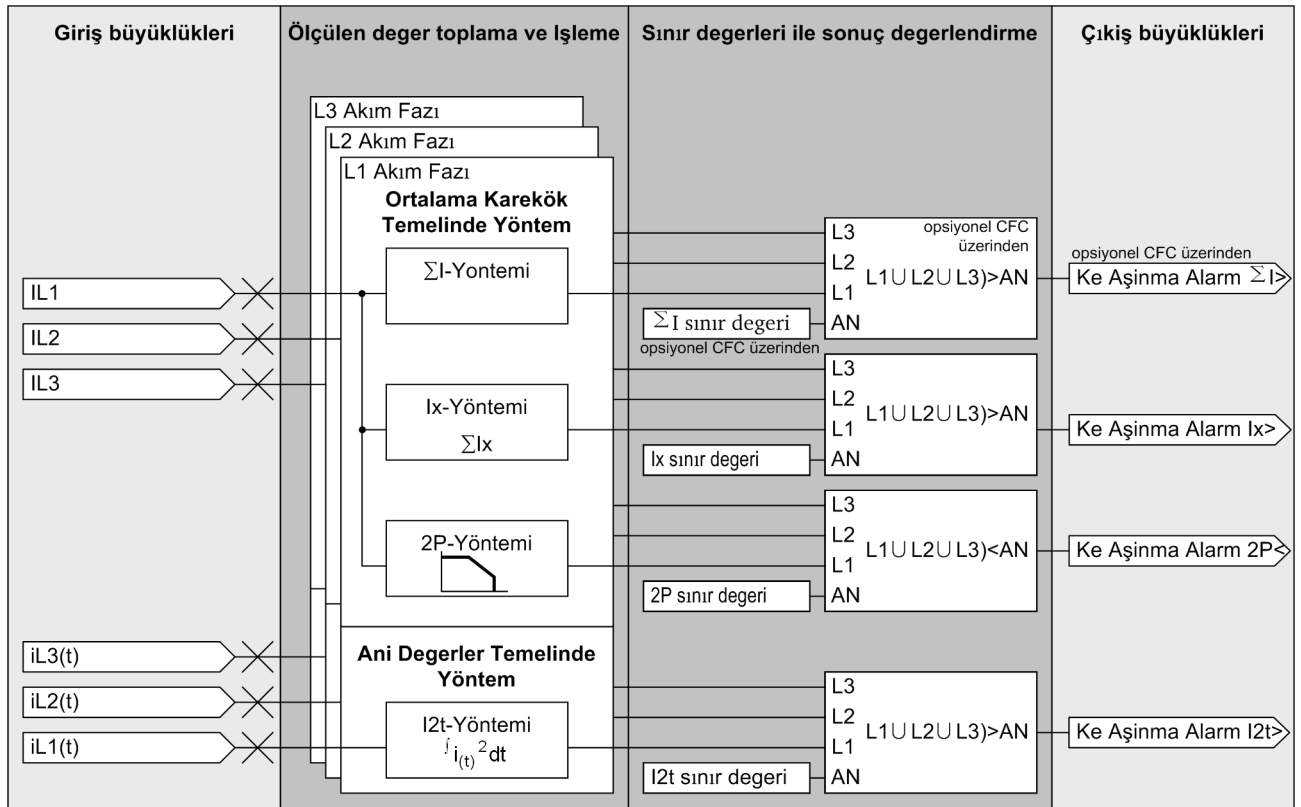 Giriş büyüklükleri
Ölçülen deger toplama ve Işleme
Sınır degerleri ile sonuç degerlendirme
Çıkiş büyüklükleri
L3 Akım Fazı
L2 Akım Fazı
L1 Akım Fazı
Ortalama Karekök
Temelinde Yöntem
∑I-Yontemi
Ix-Yöntemi
∑Ix
2P-Yöntemi
Ani Degerler Temelinde
Yöntem
I2t-Yöntemi
∫i(t)²dt
IL1
IL2
IL3
iL3(t)
iL2(t)
iL1(t)
L3
opsiyonel CFC
üzerinden
L2
L1∪L2∪L3)>AN
L1
∑I sınır degeri
AN
opsiyonel CFC üzerinden
L3
L2
L1∪L2∪L3)>AN
L1
Ix sınır degeri
AN
L3
L2
L1∪L2∪L3)<AN
L1
2P sınır degeri
AN
L3
L2
L1∪L2∪L3)>AN
L1
I2t sınır degeri
AN
opsiyonel CFC üzerinden
Ke Aşinma Alarm ∑I>
Ke Aşinma Alarm Ix>
Ke Aşinma Alarm 2P<
Ke Aşinma Alarm I2t>